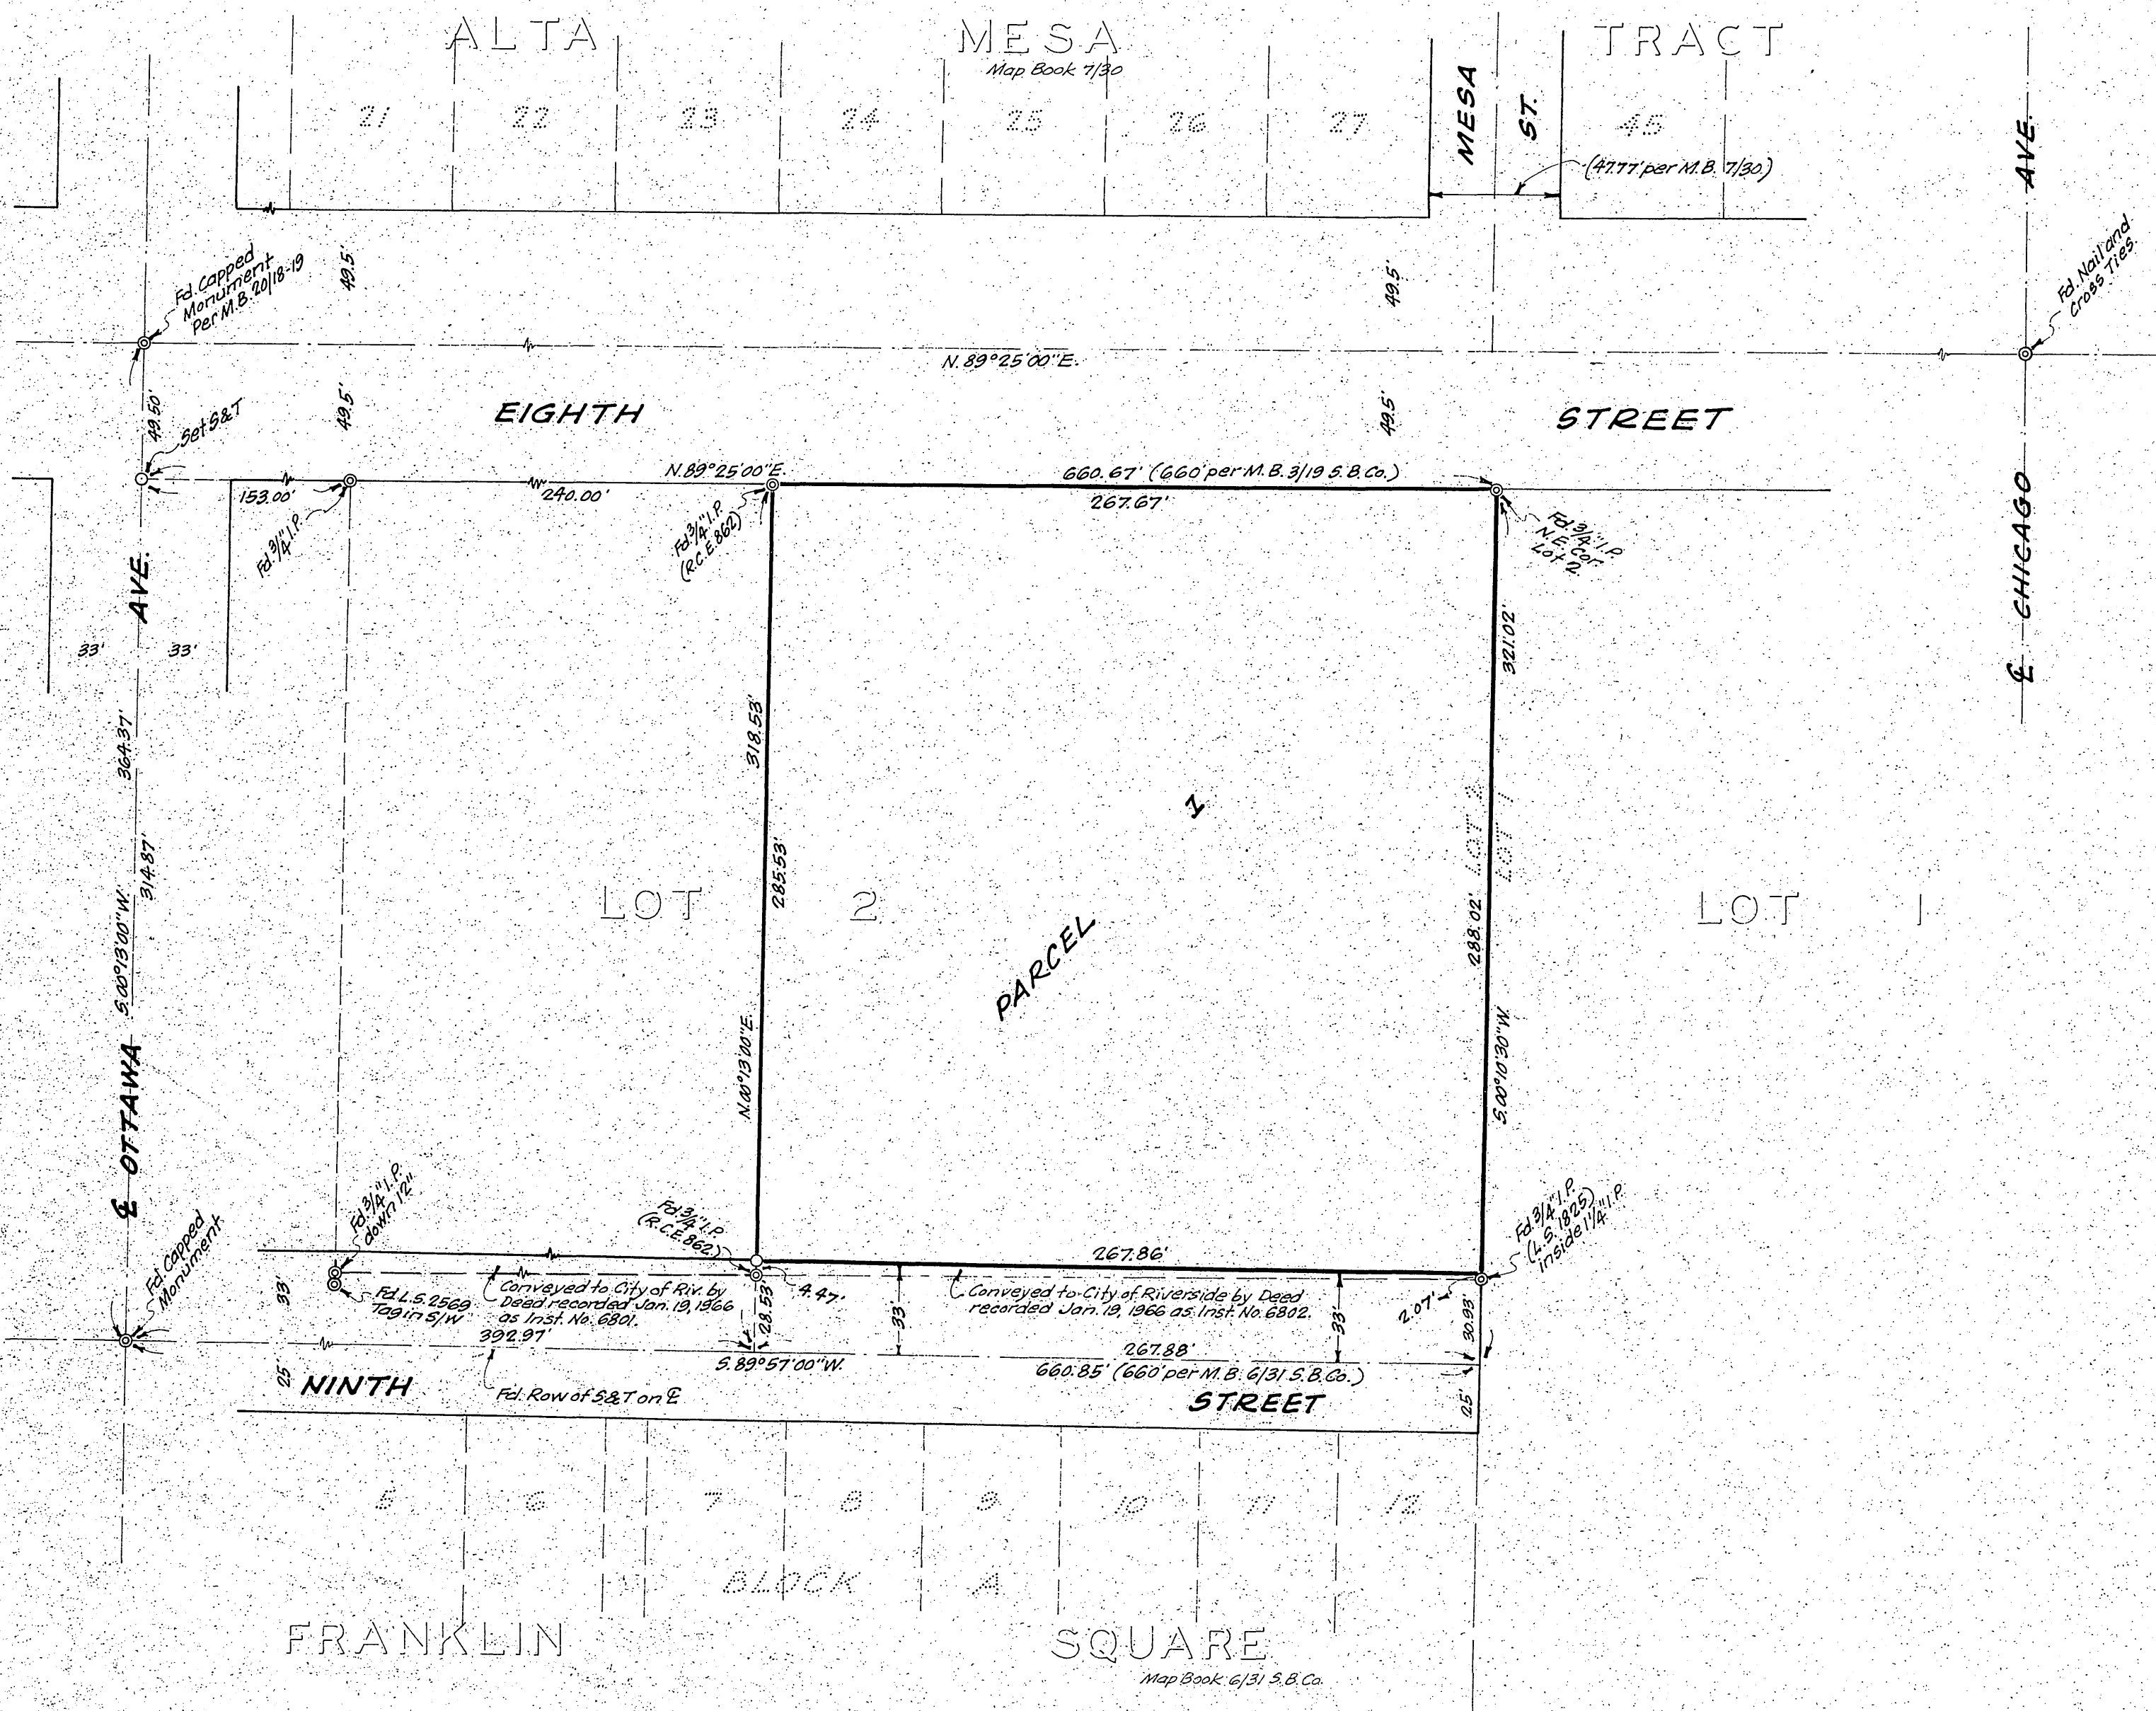 ALTA MESA TRACT
Map Book 7/30
21 22 23 24 25 26 27 45
MESA
ST.
(47.77' per M.B. 7/30)
AVE.
Fd. Capped
Monument
Per M.B. 20/18-19
49.5'
49.5'
Fd. Nail and
Cross Ties.
N. 89°25'00"E.
49.50'
Set S&T
49.5'
EIGHTH
49.5'
STREET
153.00'
240.00'
N. 89°25'00"E.
660.67' (660' per M.B. 3/19 S.B.Co.)
267.67'
Fd. 3/4" I.P.
Fd. 3/4" I.P.
(R.C.E. 862)
Fd. 3/4" I.P.
N.E. Cor.
Lot 2.
AVE.
33'
33'
℄ CHICAGO
321.02'
364.37'
318.53'
314.87'
285.53'
1
LOT 2
LOT 1
288.02'
LOT 2
PARCEL
LOT 1
S.00°13'00"W.
N.00°13'00"E.
S.00°10'30"W.
℄ OTTAWA
Fd. Capped
Monument
Fd. 3/4" I.P.
down 12"
Fd. 3/4" I.P.
(R.C.E. 862)
Fd. 3/4" I.P.
(L.S. 1825)
inside 1 1/4" I.P.
267.86'
33'
Fd. L.S. 2569
Tag in S/W
Conveyed to City of Riv. by
Deed recorded Jan. 19, 1966
as Inst. No. 6801.
28.53'
4.47'
33'
Conveyed to City of Riverside by Deed
recorded Jan. 19, 1966 as Inst. No. 6802.
33'
2.07'
30.93'
392.97'
S.89°57'00"W.
267.88'
660.85' (660' per M.B. 6/31 S.B.Co.)
25'
NINTH
Fd. Row of S&T on ℄
STREET
25'
5 6 7 8 9 10 11 12
BLOCK A
FRANKLIN SQUARE
Map Book 6/31 S.B.Co.